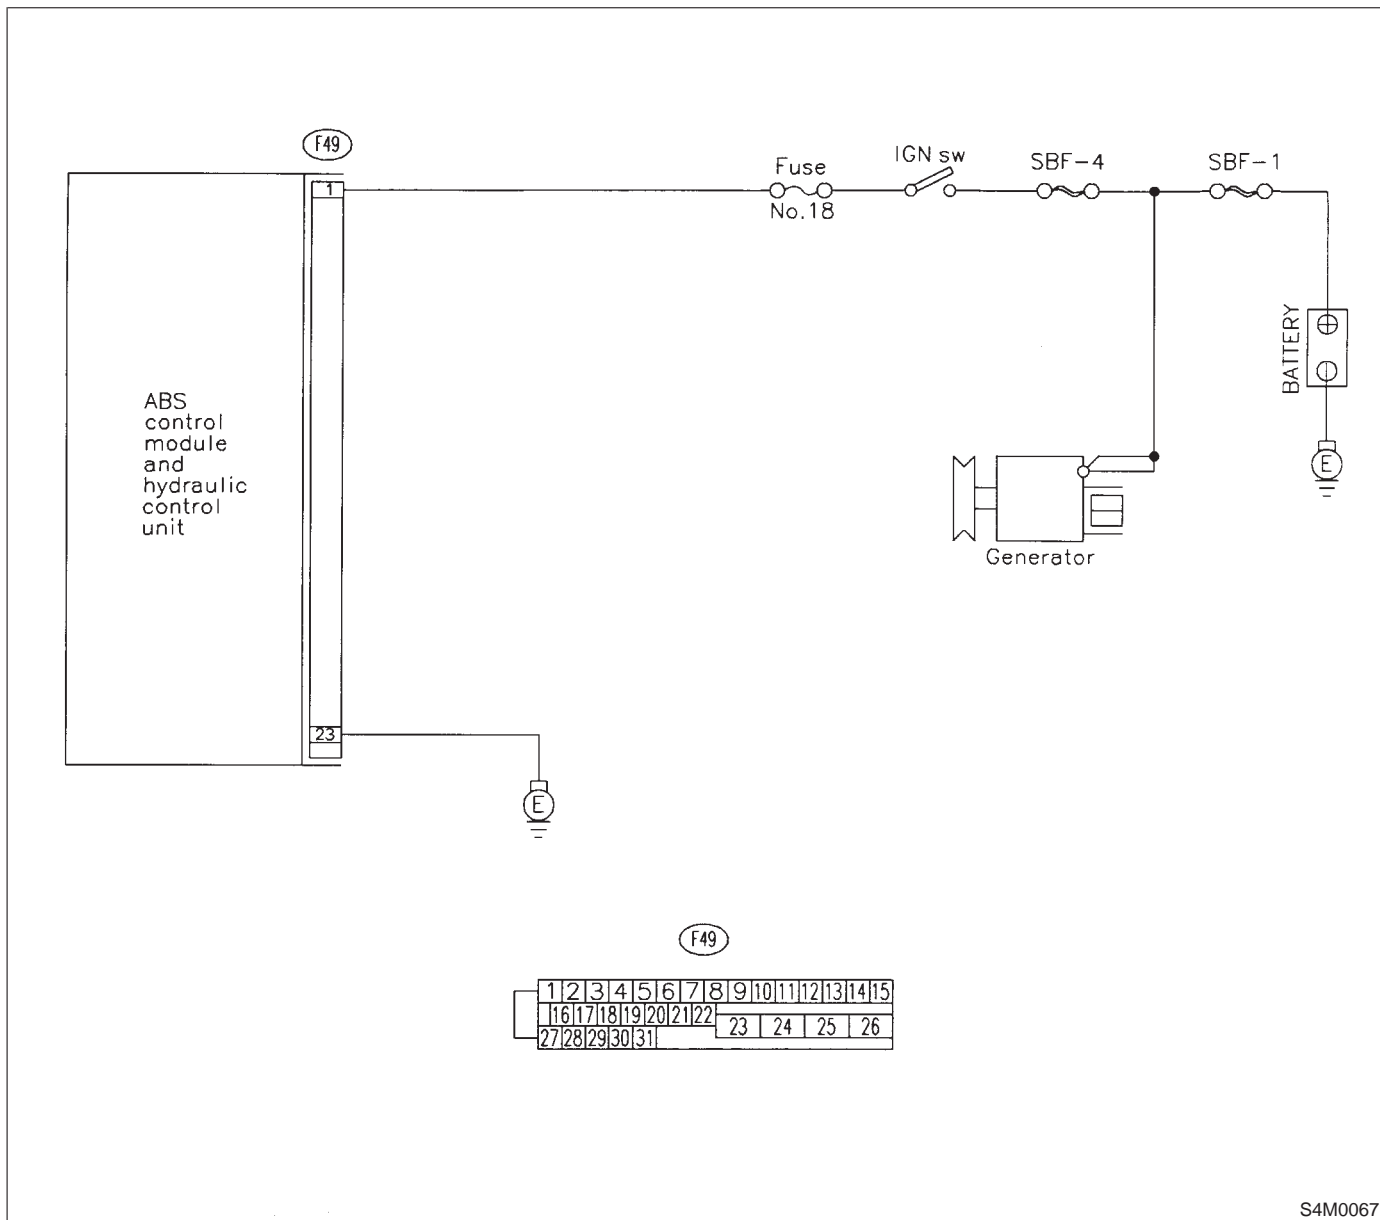 F49
IGN sw
SBF-4
SBF-1
Fuse
1
No.18
BATTERY
ABS
control
module
and
hydraulic
control
unit
E
Generator
23
E
F49
1 2 3 4 5 6 7 8 9 10 11 12 13 14 15
16 17 18 19 20 21 22
23 24 25 26
27 28 29 30 31
S4M0067